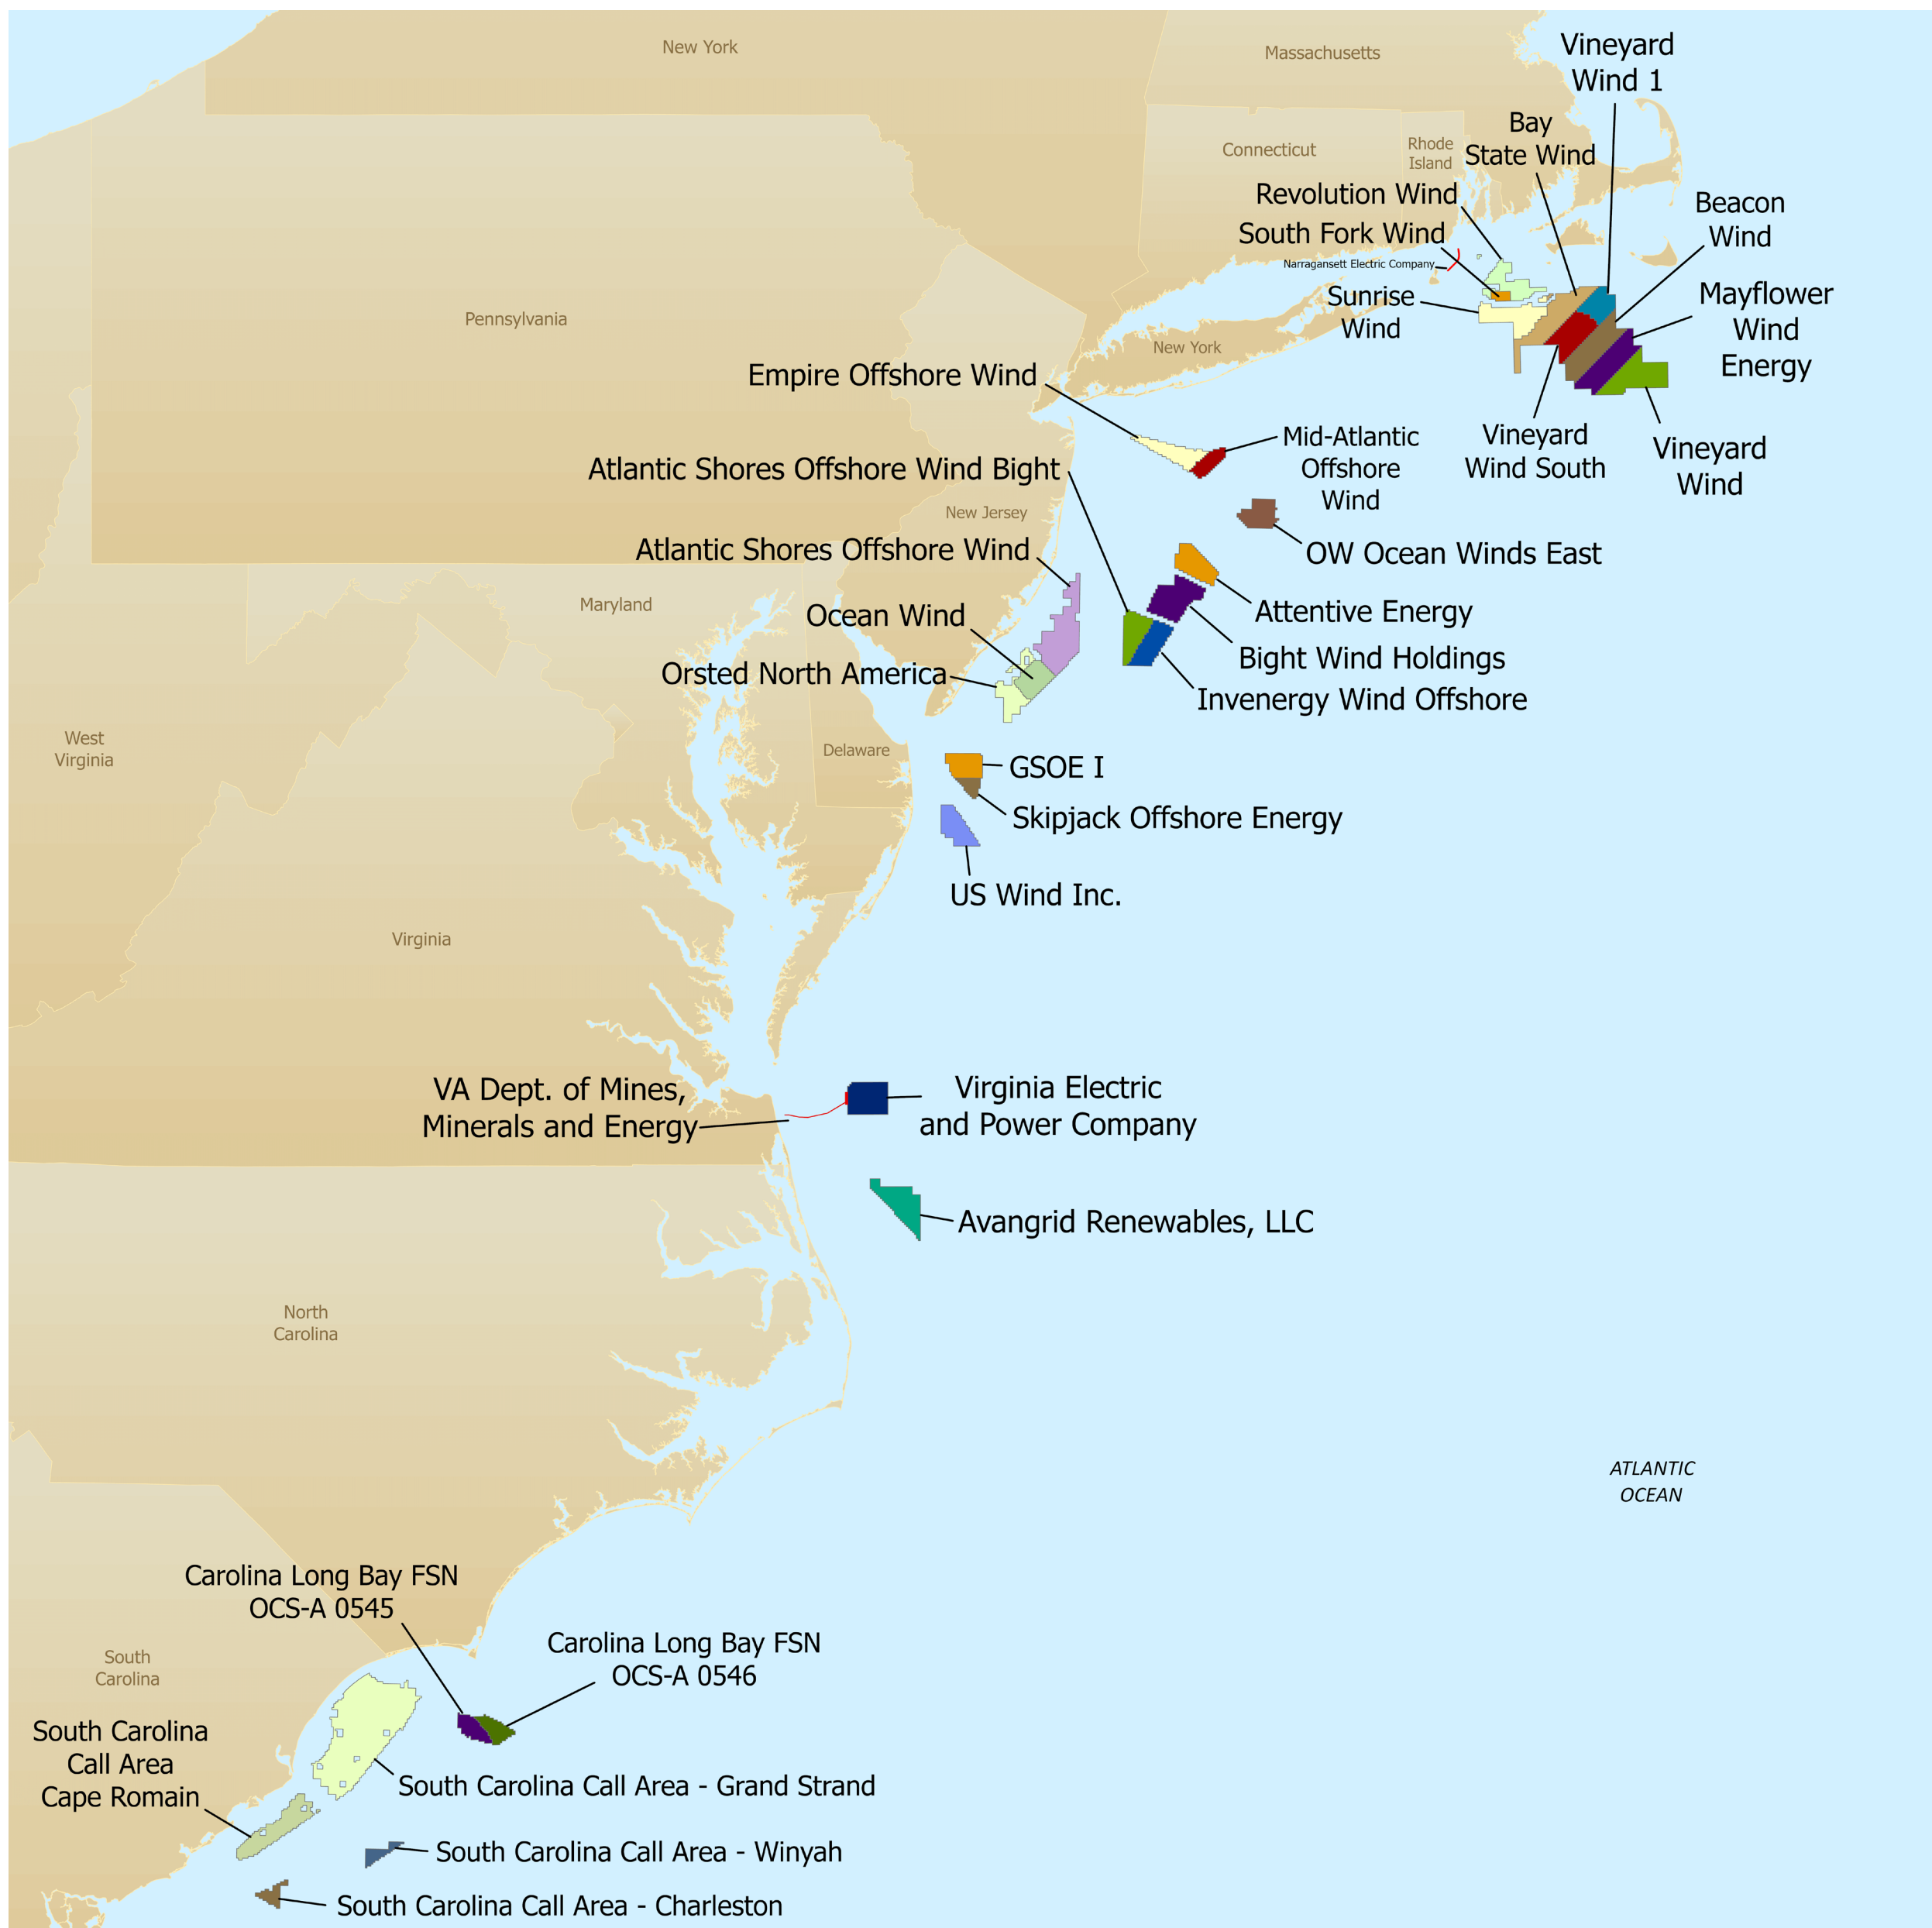 New York
Massachusetts
Vineyard
Wind 1
Bay
State Wind
Connecticut
Rhode
Island
Revolution Wind
South Fork Wind
Narragansett Electric Company
Beacon
Wind
Sunrise
Wind
Mayflower
Wind
Energy
Pennsylvania
New York
Empire Offshore Wind
Mid-Atlantic
Offshore
Wind
Vineyard
Wind South
Vineyard
Wind
Atlantic Shores Offshore Wind Bight
New Jersey
Atlantic Shores Offshore Wind
OW Ocean Winds East
Maryland
Ocean Wind
Attentive Energy
Orsted North America
Bight Wind Holdings
Invenergy Wind Offshore
West
Virginia
Delaware
GSOE I
Skipjack Offshore Energy
US Wind Inc.
Virginia
VA Dept. of Mines,
Minerals and Energy
Virginia Electric
and Power Company
Avangrid Renewables, LLC
North
Carolina
ATLANTIC
OCEAN
Carolina Long Bay FSN
OCS-A 0545
Carolina Long Bay FSN
OCS-A 0546
South
Carolina
South Carolina
Call Area
Cape Romain
South Carolina Call Area - Grand Strand
South Carolina Call Area - Winyah
South Carolina Call Area - Charleston